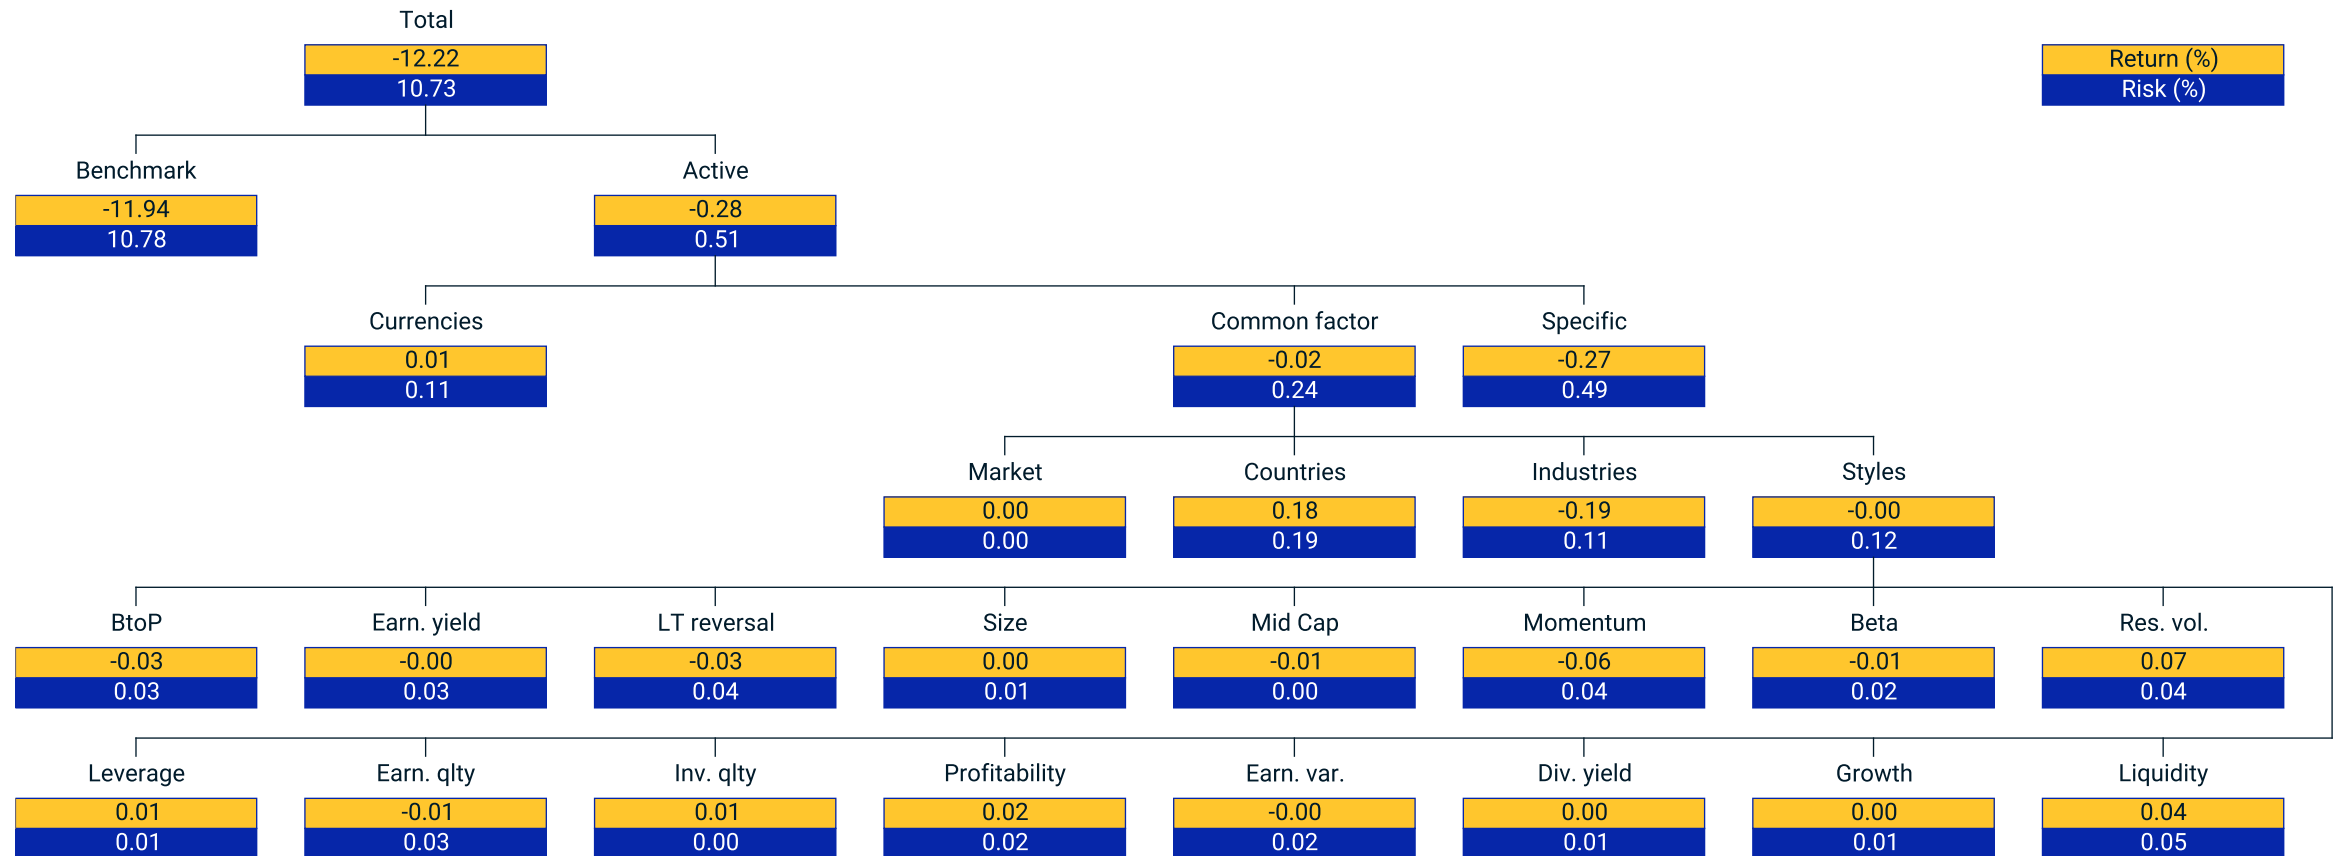 Total
-12.22
10.73
Return (%)
Risk (%)
Benchmark
-11.94
10.78
Active
-0.28
0.51
Currencies
0.01
0.11
Common factor
-0.02
0.24
Specific
-0.27
0.49
Market
0.00
0.00
Countries
0.18
0.19
Industries
-0.19
0.11
Styles
-0.00
0.12
BtoP
-0.03
0.03
Earn. yield
-0.00
0.03
LT reversal
-0.03
0.04
Size
0.00
0.01
Mid Cap
-0.01
0.00
Momentum
-0.06
0.04
Beta
-0.01
0.02
Res. vol.
0.07
0.04
Leverage
0.01
0.01
Earn. qlty
-0.01
0.03
Inv. qlty
0.01
0.00
Profitability
0.02
0.02
Earn. var.
-0.00
0.02
Div. yield
0.00
0.01
Growth
0.00
0.01
Liquidity
0.04
0.05